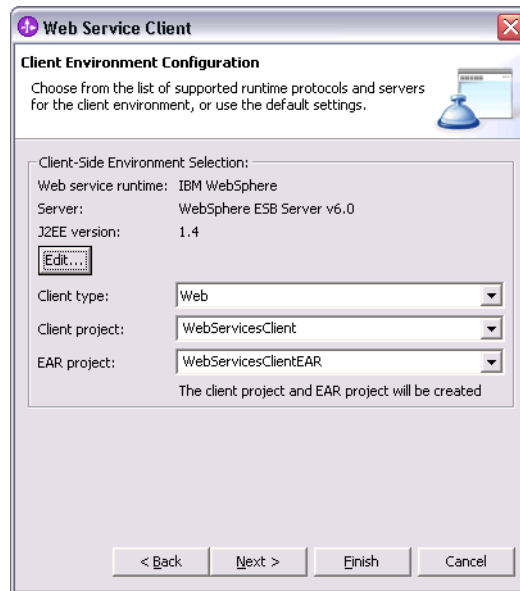 Web Service Client
Client Environment Configuration
Choose from the list of supported runtime protocols and servers
for the client environment, or use the default settings.
Client-Side Environment Selection:
Web service runtime: IBM WebSphere
Server: WebSphere ESB Server v6.0
J2EE version: 1.4
Edit...
Client type: Web
Client project: WebServicesClient
EAR project: WebServicesClientEAR
The client project and EAR project will be created
< Back Next > Finish Cancel